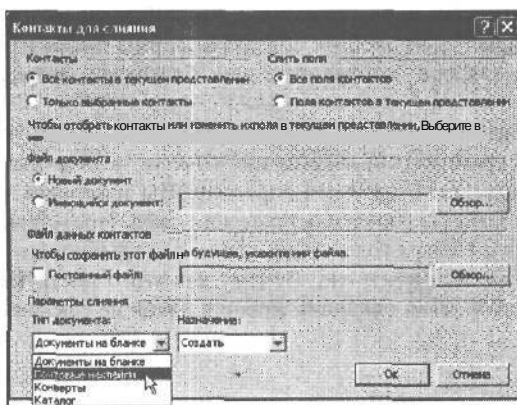 Контакты для слияния
Контакты
Слить поля
Все контакты в текущем представлении
Все поля контактов
Только выбранные контакты
Поля контактов в текущем представлении
Чтобы отобрать контакты или изменить их поля в текущем представлении, Выберите в
Файл документа
Новый документ
Имеющийся документ:
Обзор...
Файл данных контактов
Чтобы сохранить этот файл на будущее, укажите имя файла.
Постоянный файл:
Обзор...
Параметры слияния
Тип документа:
Назначение:
Документы на бланке
Создать
Документы на бланке
Почтовые наклейки
Ок
Отмена
Конверты
Каталог